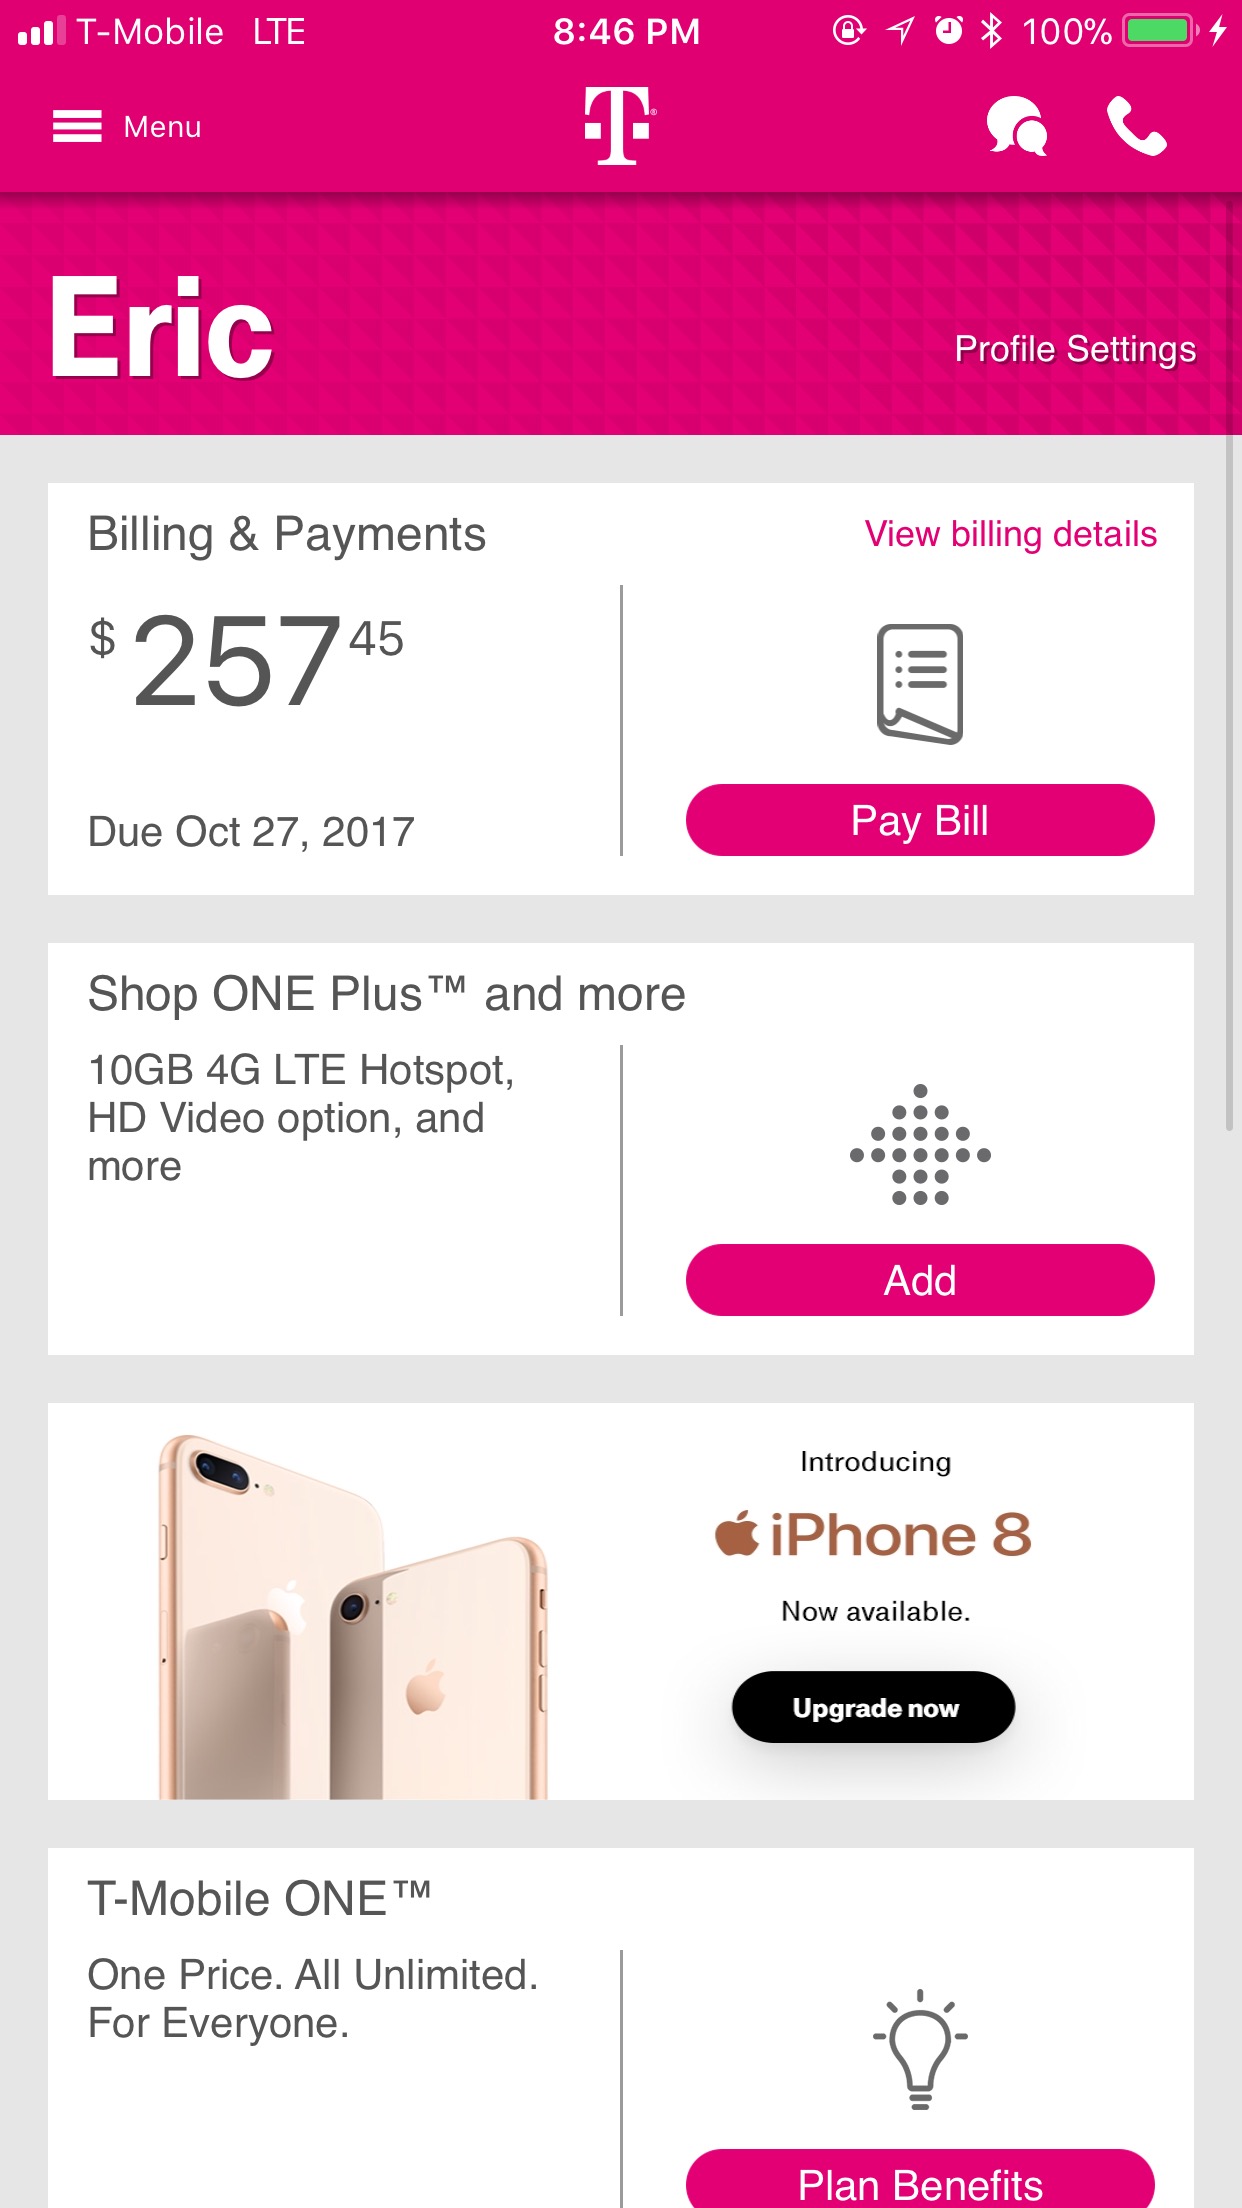 T-Mobile LTE 8:46 PM 100%
Menu
T®
Eric
Profile Settings
Billing & Payments
View billing details
$257 45
Due Oct 27, 2017
Pay Bill
Shop ONE Plus™ and more
10GB 4G LTE Hotspot,
HD Video option, and
more
Add
Introducing
iPhone 8
Now available.
Upgrade now
T-Mobile ONE™
One Price. All Unlimited.
For Everyone.
Plan Benefits